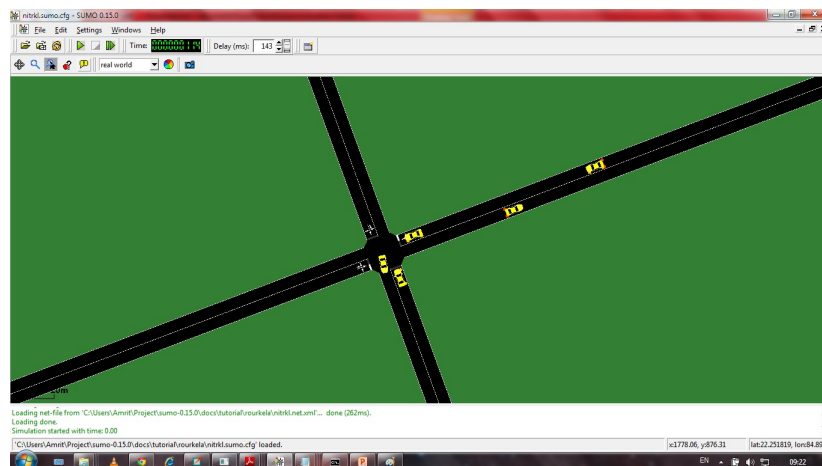 nitrkl.sumo.cfg - SUMO 0.15.0
File Edit Settings Windows Help
Time: Delay (ms): 143
real world
Loading net-file from 'C:\Users\Amrit\Project\sumo-0.15.0\docs\tutorial\rourkela\nitrkl.net.xml'... done (262ms).
Loading done.
Simulation started with time: 0.00
'C:\Users\Amrit\Project\sumo-0.15.0\docs\tutorial\rourkela\nitrkl.sumo.cfg' loaded. x:1778.06, y:876.31 lat:22.251819, lon:84.89
EN 09:22